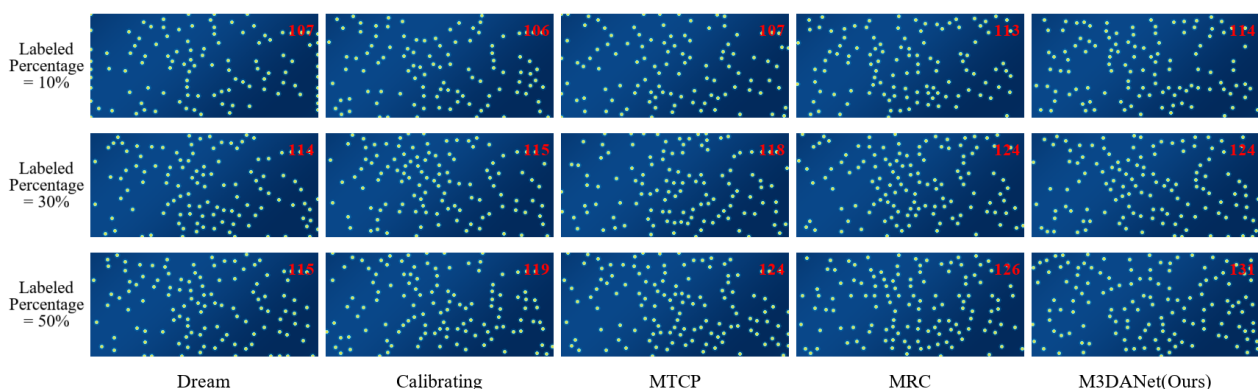 Labeled
Percentage
= 10%
107
106
107
113
114
Labeled
Percentage
= 30%
114
115
118
124
124
Labeled
Percentage
= 50%
115
119
124
126
131
Dream
Calibrating
MTCP
MRC
M3DANet(Ours)